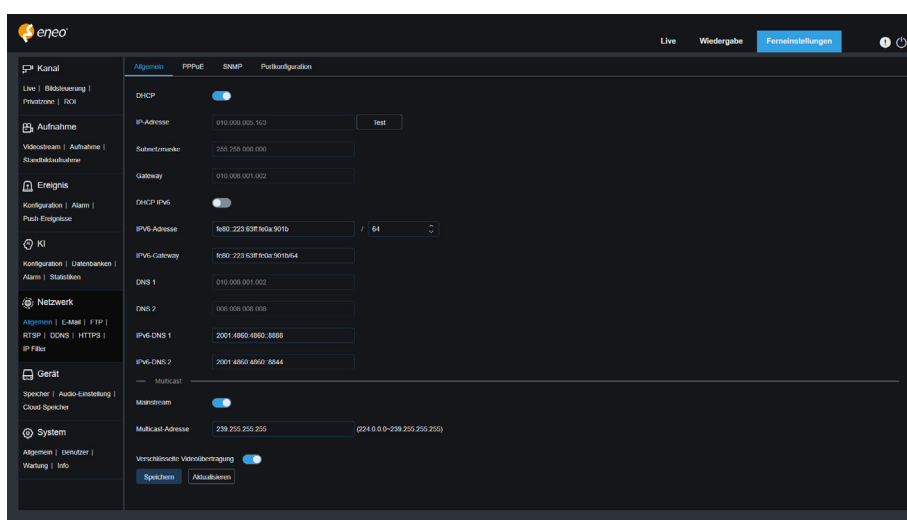 eneo
Live Wiedergabe Ferneinstellungen
Kanal
Live | Bildsteuerung |
Privatzone | ROI
Aufnahme
Videostream | Aufnahme |
Standbildaufnahme
Ereignis
Konfiguration | Alarm |
Push-Ereignisse
KI
Konfiguration | Datenbanken |
Alarm | Statistiken
Netzwerk
Allgemein | E-Mail | FTP |
RTSP | DDNS | HTTPS |
IP Filter
Gerät
Speicher | Audio-Einstellung |
Cloud-Speicher
System
Allgemein | Benutzer |
Wartung | Info
Allgemein PPPoE SNMP Portkonfiguration
DHCP
IP-Adresse 010.008.005.163 Test
Subnetzmaske 255.255.000.000
Gateway 010.008.001.002
DHCP IPv6
IPV6-Adresse fe80::223:63ff:fe0a:901b / 64
IPV6-Gateway fe80::223:63ff:fe0a:901b/64
DNS 1 010.008.001.002
DNS 2 008.008.008.008
IPv6-DNS 1 2001:4860:4860::8888
IPv6-DNS 2 2001:4860:4860::8844
Multicast
Mainstream
Multicast-Adresse 239.255.255.255 (224.0.0.0~239.255.255.255)
Verschlüsselte Videoübertragung
Speichern Aktualisieren